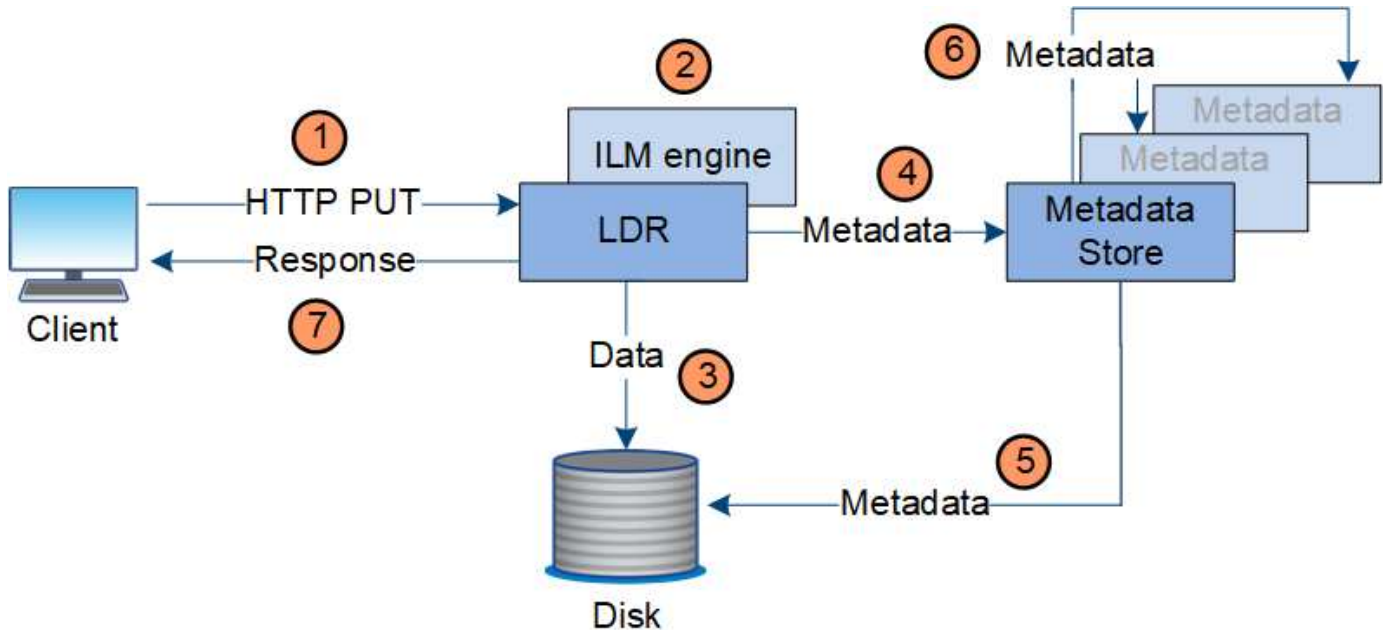 6
Metadata
2
Metadata
1
ILM engine
Metadata
4
HTTP PUT
LDR
Metadata
Metadata
Store
Response
Client
7
Data
3
5
Metadata
Disk